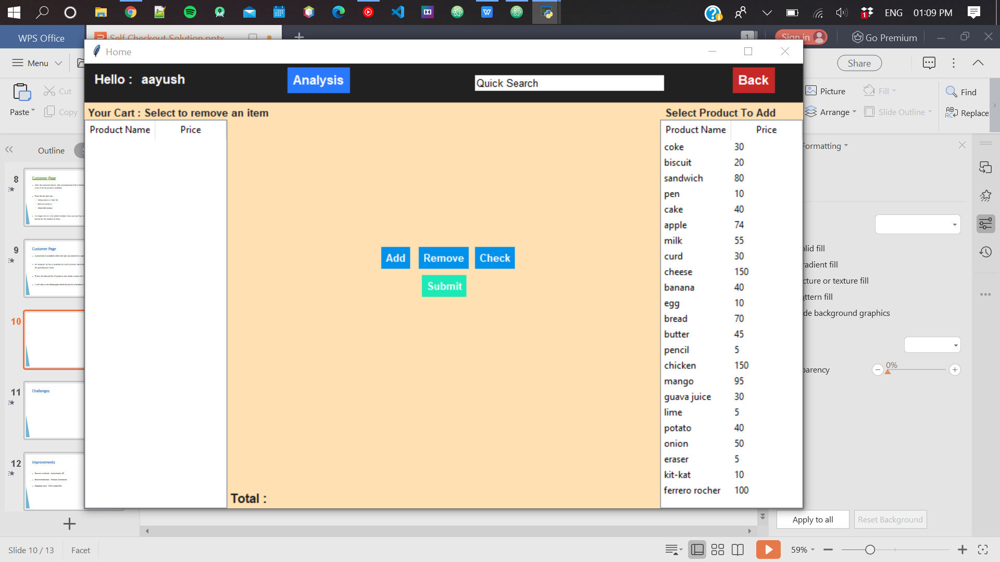 ENG 01:09 PM
WPS Office
Self Checkout Solution.pptx
1
Sign in
Go Premium
Menu
Share
Paste
Cut
Copy
Picture
Fill
Find
Arrange
Slide Outline
Replace
Home
Hello : aayush
Analysis
Quick Search
Back
Your Cart : Select to remove an item
Select Product To Add
Product Name Price
Product Name Price
coke 30
biscuit 20
sandwich 80
pen 10
cake 40
apple 74
milk 55
curd 30
cheese 150
banana 40
egg 10
bread 70
butter 45
pencil 5
chicken 150
mango 95
guava juice 30
lime 5
potato 40
onion 50
eraser 5
kit-kat 10
ferrero rocher 100
Add Remove Check
Submit
Total :
Outline
8
Customer Page
9
Customer Page
10
11
Challenges
12
Improvements
Formatting
lid fill
radient fill
cture or texture fill
ttern fill
de background graphics
parency
0%
Apply to all
Reset Background
Slide 10 / 13
Facet
59%